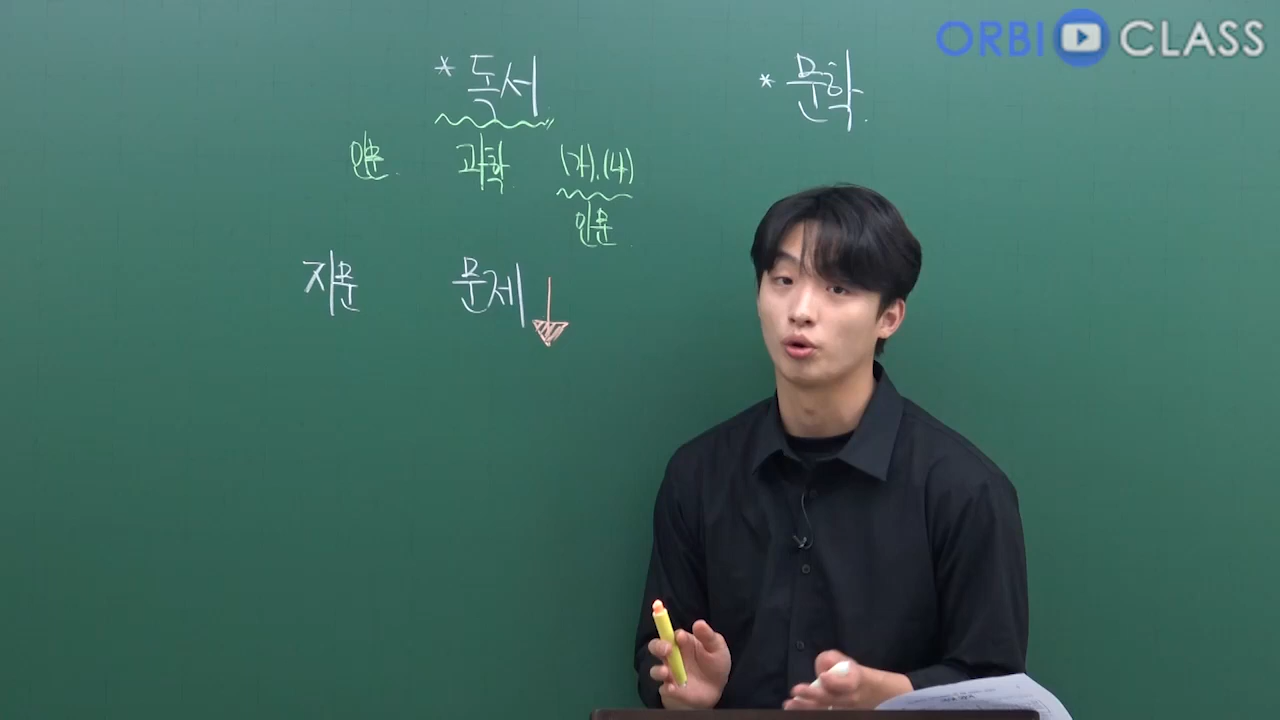 ORBI CLASS
* 독서
* 문학.
인문. 과학. (가),(나)
인문.
지문 문제